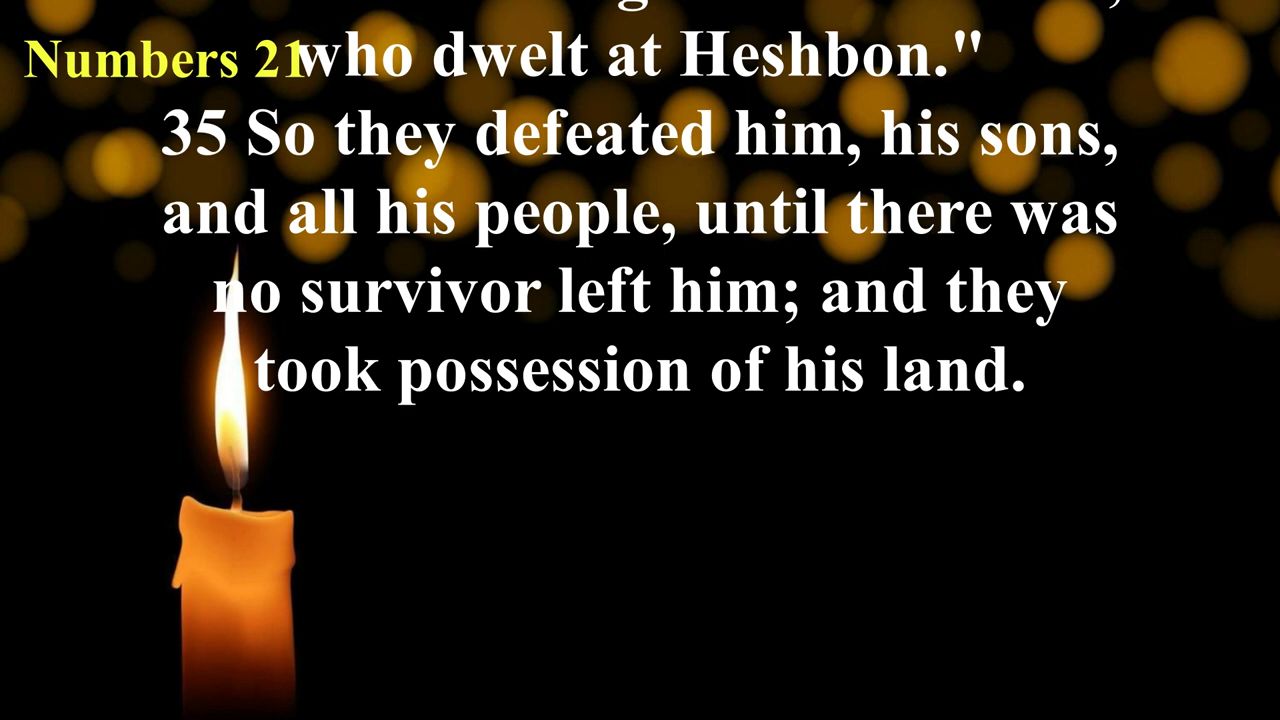 Numbers 21
who dwelt at Heshbon."
35 So they defeated him, his sons,
and all his people, until there was
no survivor left him; and they
took possession of his land.